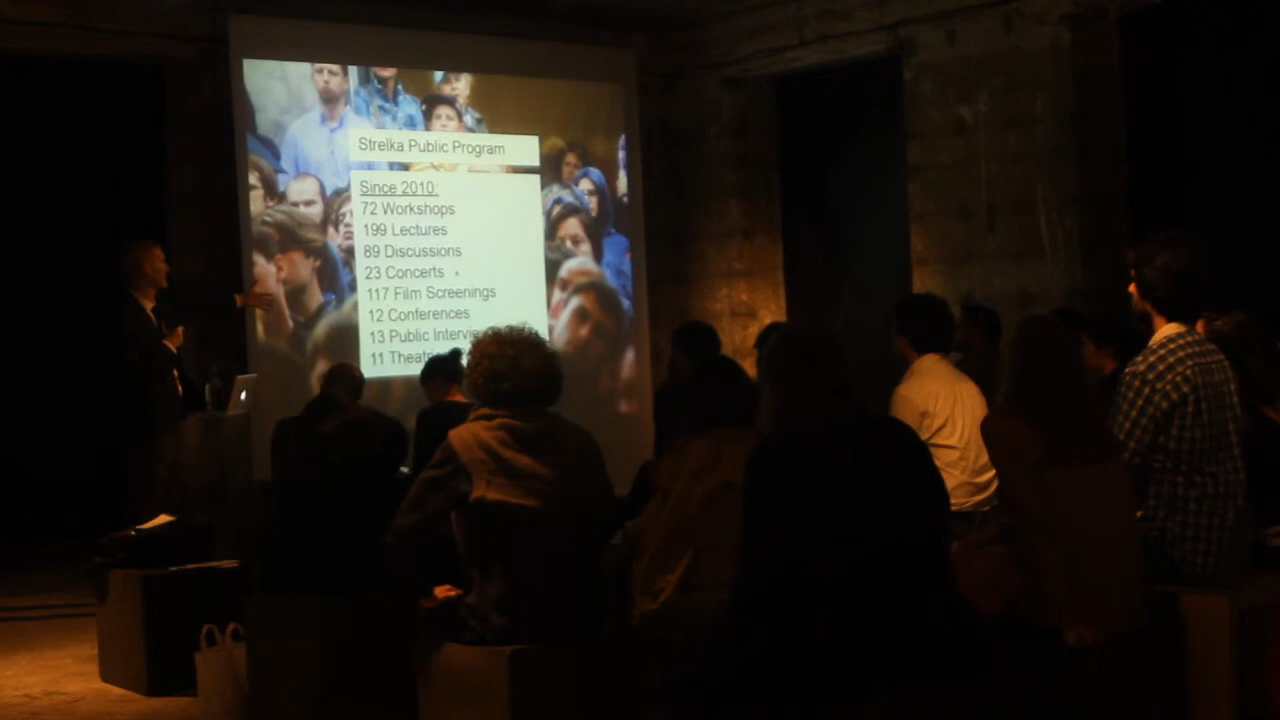 Strelka Public Program
Since 2010:
72 Workshops
199 Lectures
89 Discussions
23 Concerts
117 Film Screenings
12 Conferences
13 Public
11